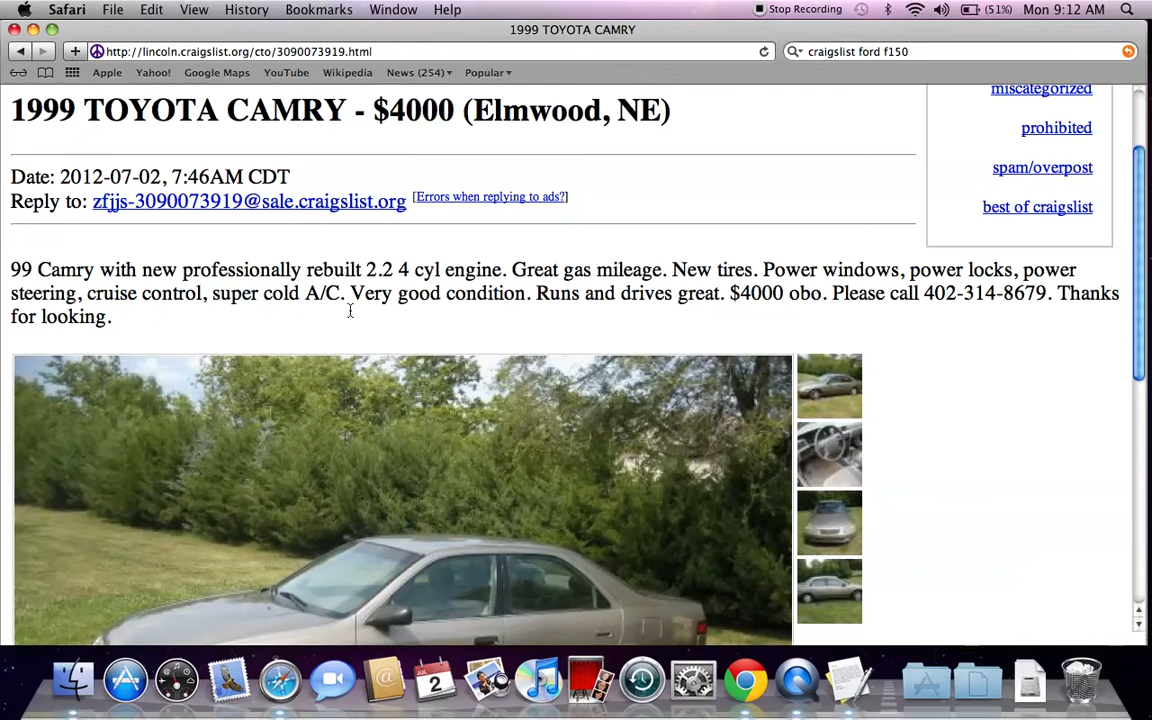 Safari File Edit View History Bookmarks Window Help Stop Recording (51%) Mon 9:12 AM
1999 TOYOTA CAMRY
http://lincoln.craigslist.org/cto/3090073919.html craigslist ford f150
Apple Yahoo! Google Maps YouTube Wikipedia News (254) Popular
miscategorized
1999 TOYOTA CAMRY - $4000 (Elmwood, NE)
prohibited
spam/overpost
Date: 2012-07-02, 7:46AM CDT
Reply to: zfjjs-3090073919@sale.craigslist.org [Errors when replying to ads?]
best of craigslist
99 Camry with new professionally rebuilt 2.2 4 cyl engine. Great gas mileage. New tires. Power windows, power locks, power
steering, cruise control, super cold A/C. Very good condition. Runs and drives great. $4000 obo. Please call 402-314-8679. Thanks
for looking.
2